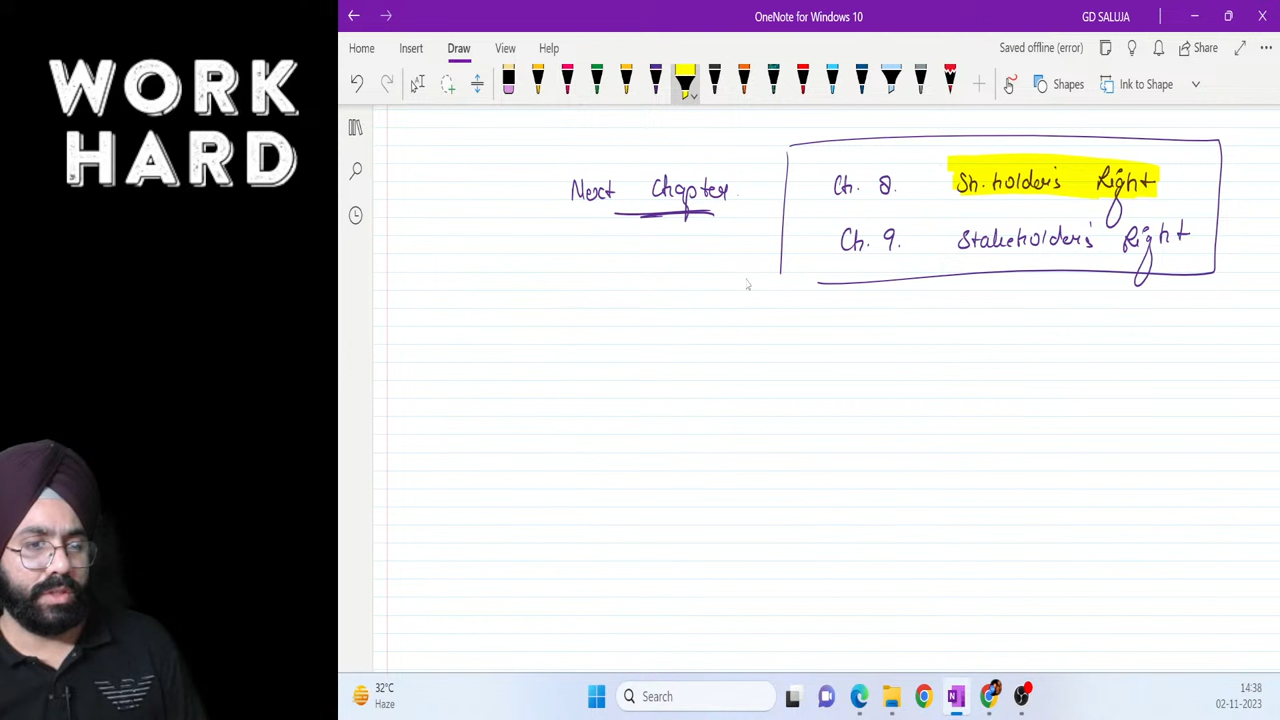 WORK
HARD
OneNote for Windows 10
GD SALUJA
Home Insert Draw View Help
Saved offline (error)
Share
Shapes
Link to Shape
Next Chapter
Ch. 8. Sh. holder's Right
Ch. 9. Stakeholder's Right
32°C
Haze
Search
14:38
02-11-2023